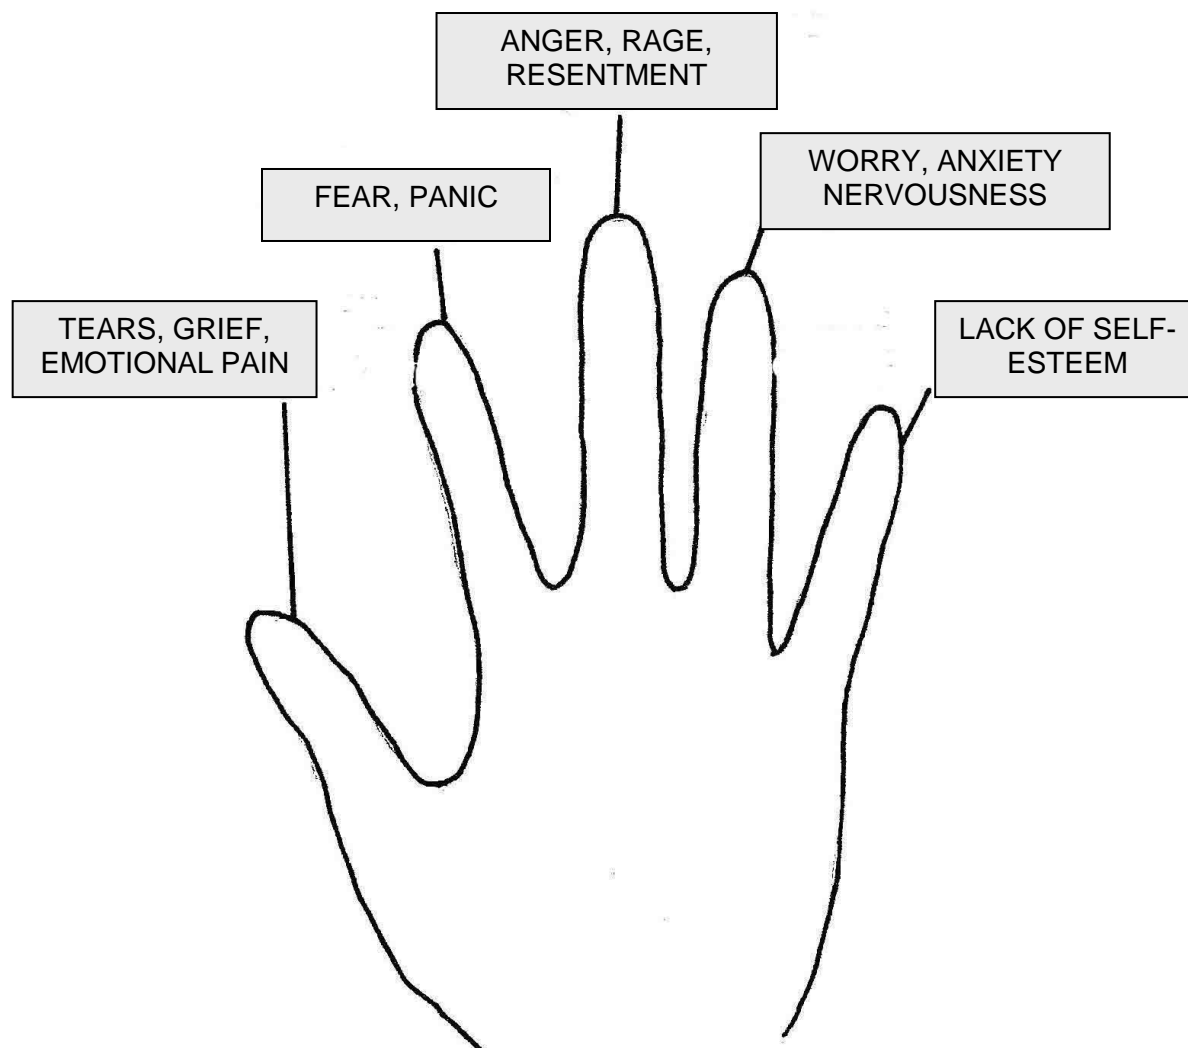 ANGER, RAGE,
RESENTMENT
WORRY, ANXIETY
NERVOUSNESS
FEAR, PANIC
TEARS, GRIEF,
EMOTIONAL PAIN
LACK OF SELF-
ESTEEM